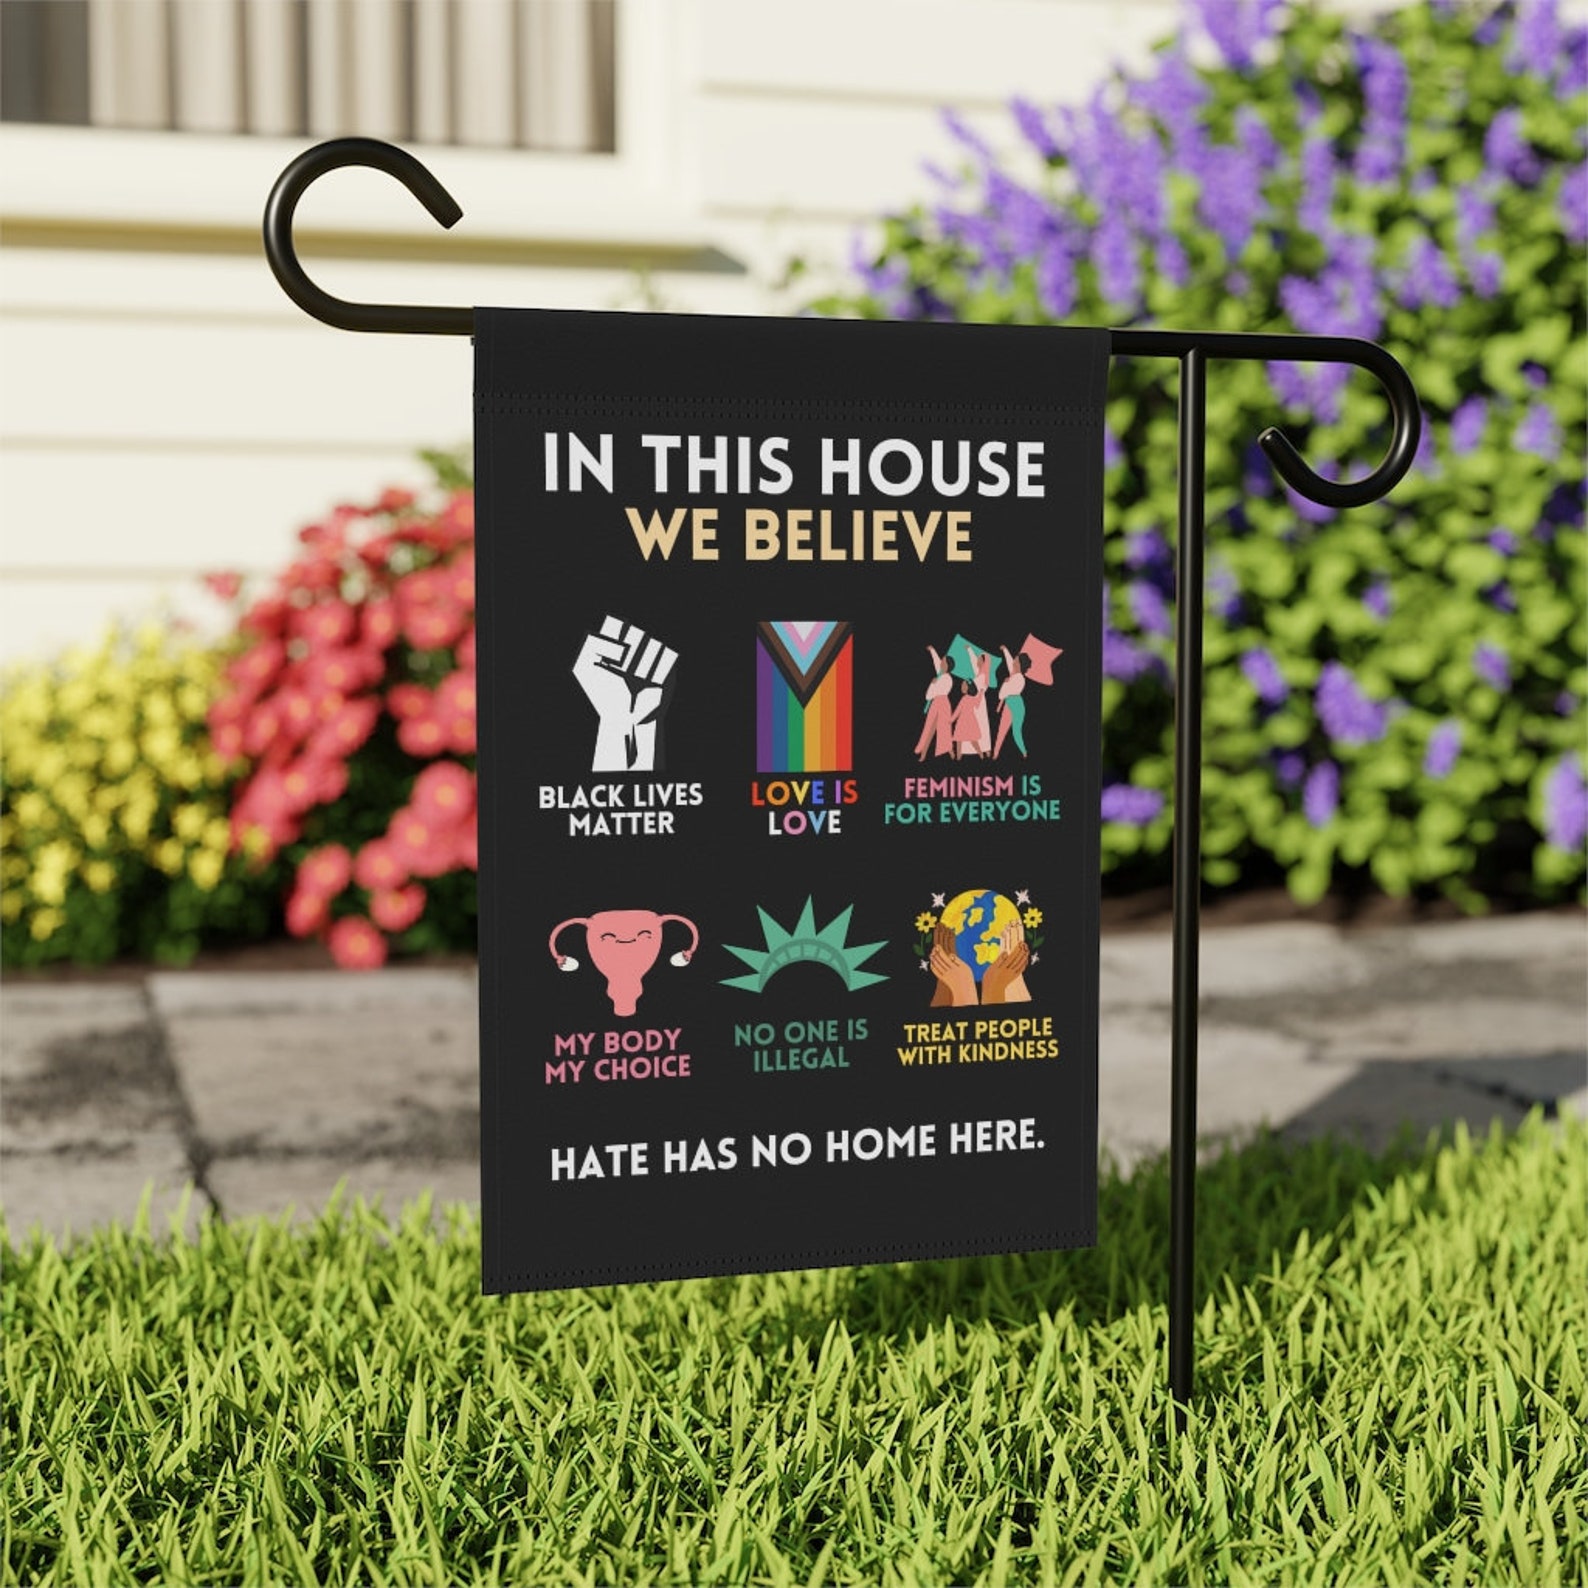 IN THIS HOUSE
WE BELIEVE
BLACK LIVES
MATTER
LOVE IS
LOVE
FEMINISM IS
FOR EVERYONE
MY BODY
MY CHOICE
NO ONE IS
ILLEGAL
TREAT PEOPLE
WITH KINDNESS
HATE HAS NO HOME HERE.